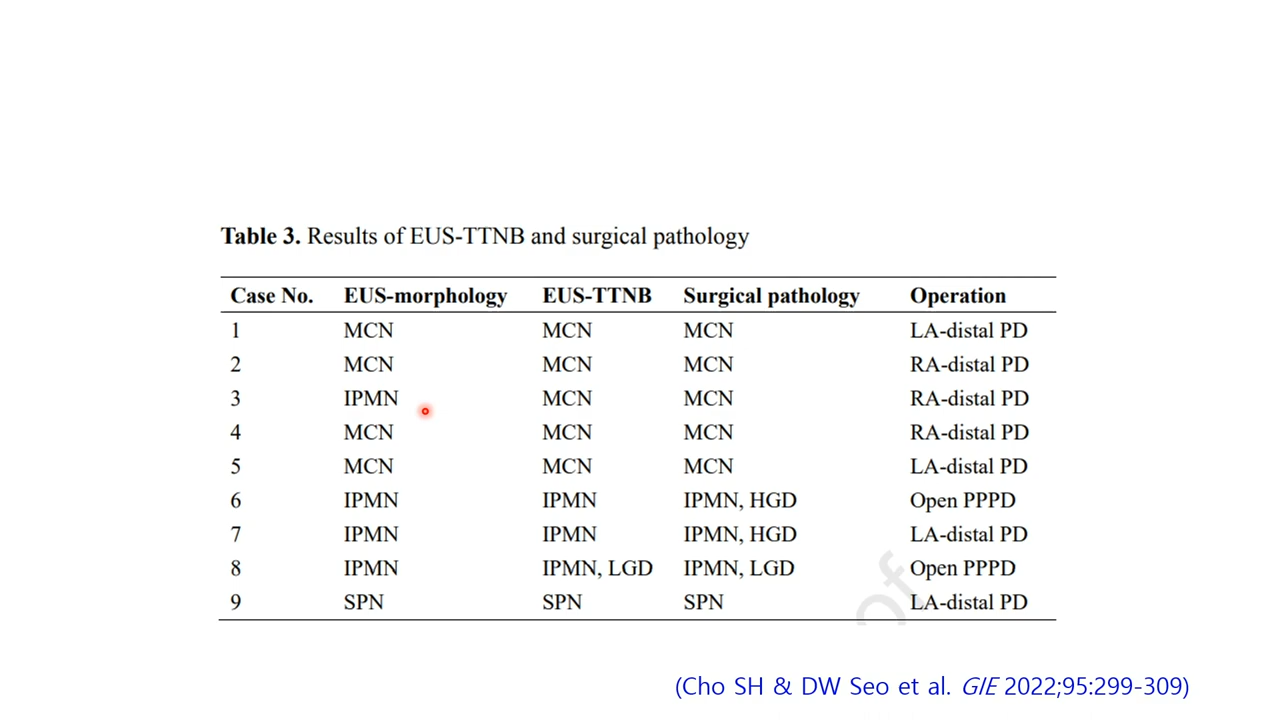 Table 3. Results of EUS-TTNB and surgical pathology
Case No. EUS-morphology EUS-TTNB Surgical pathology Operation
1 MCN MCN MCN LA-distal PD
2 MCN MCN MCN RA-distal PD
3 IPMN MCN MCN RA-distal PD
4 MCN MCN MCN RA-distal PD
5 MCN MCN MCN LA-distal PD
6 IPMN IPMN IPMN, HGD Open PPPD
7 IPMN IPMN IPMN, HGD LA-distal PD
8 IPMN IPMN, LGD IPMN, LGD Open PPPD
9 SPN SPN SPN LA-distal PD
of
(Cho SH & DW Seo et al. GIE 2022;95:299-309)